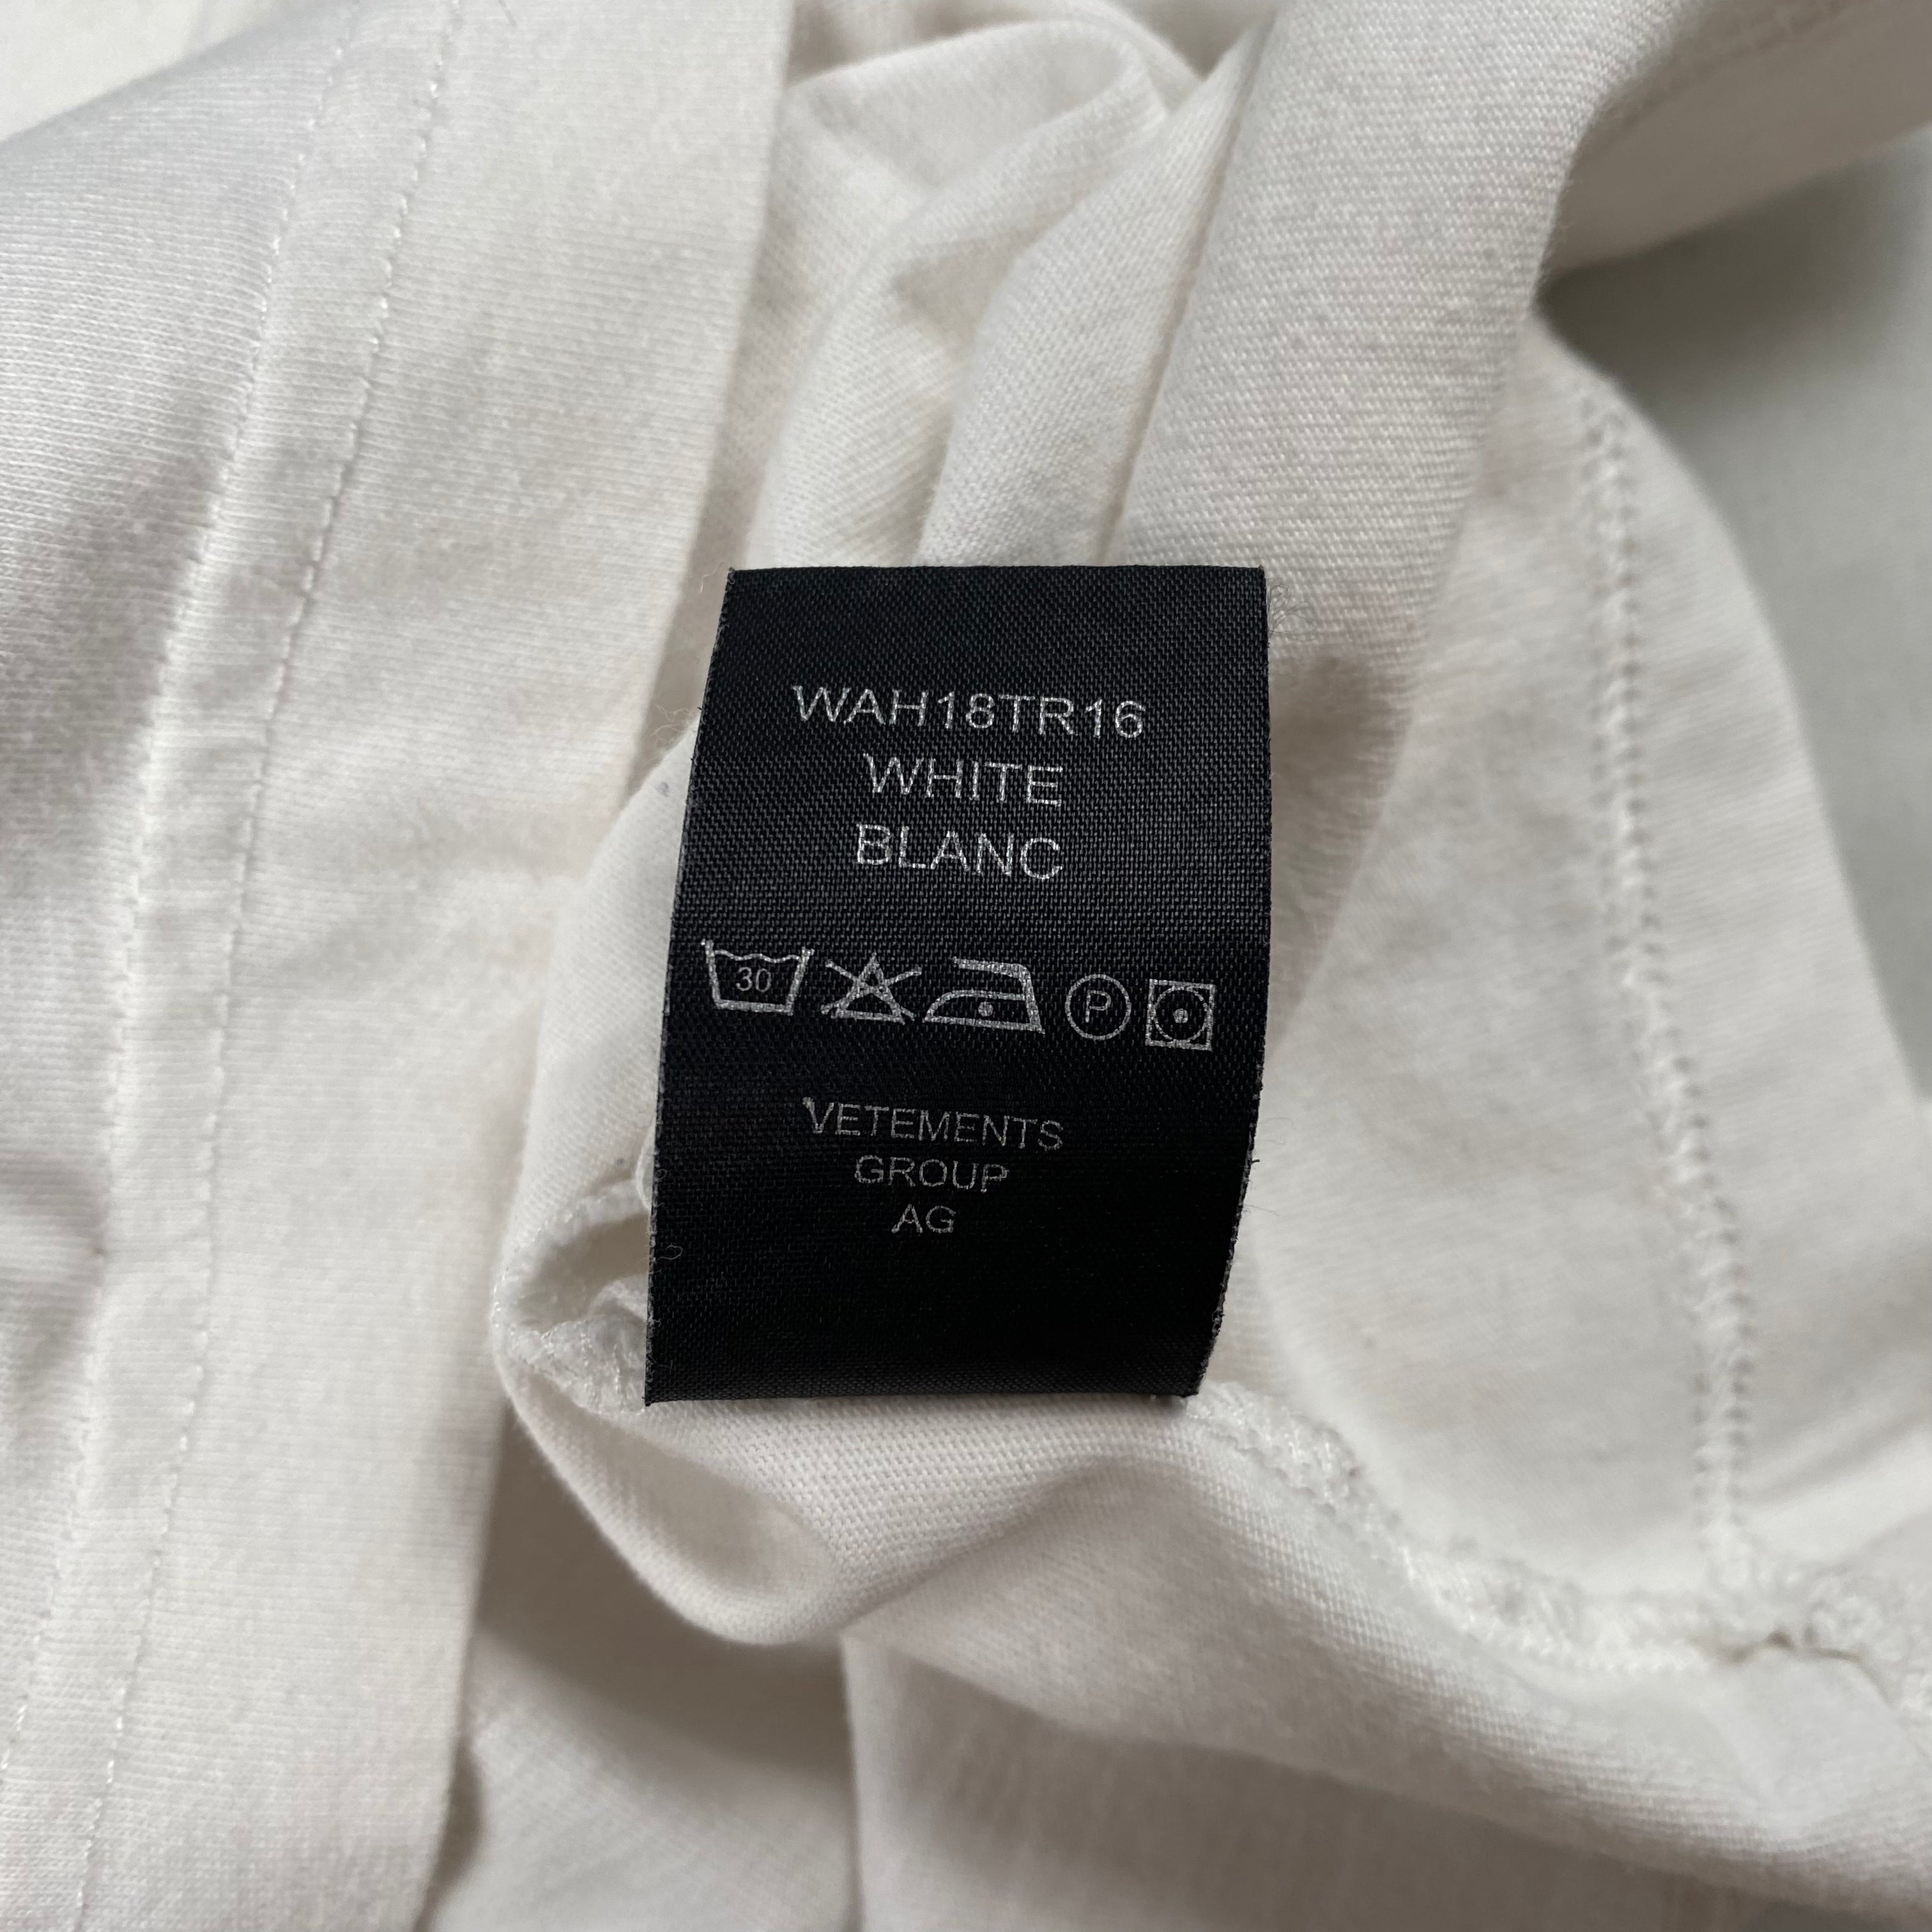 WAH18TR16
WHITE
BLANC
30 P
VETEMENTS
GROUP
AG